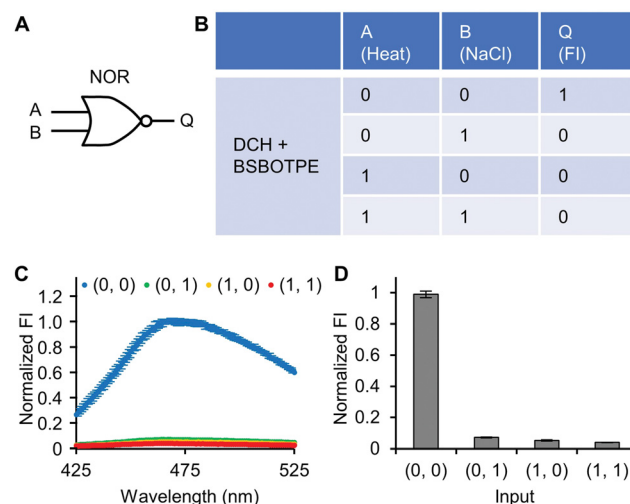 A
NOR
A
B
Q
B
A (Heat) B (NaCl) Q (FI)
DCH + BSBOTPE
0 0 1
0 1 0
1 0 0
1 1 0
C
(0, 0) (0, 1) (1, 0) (1, 1)
Normalized FI
1.2
1
0.8
0.6
0.4
0.2
0
425 475 525
Wavelength (nm)
D
Normalized FI
1
0.8
0.6
0.4
0.2
0
(0, 0) (0, 1) (1, 0) (1, 1)
Input